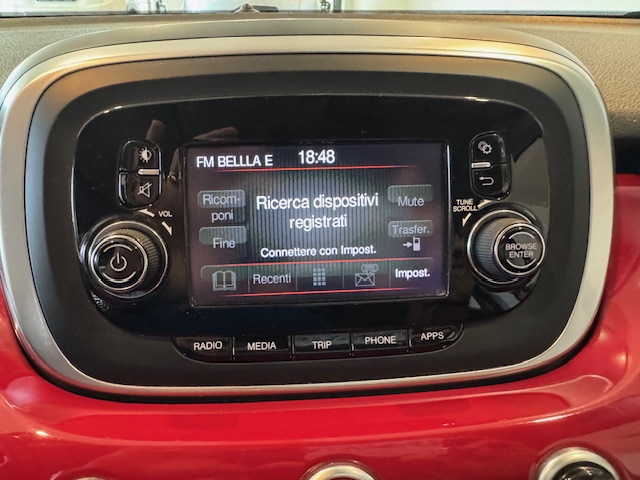 FM BELLLA E 18:48
Ricom-
poni
Ricerca dispositivi
registrati
Mute
Fine
Trasfer.
Connettere con Impost.
Recenti
Impost.
VOL
TUNE
SCROLL
BROWSE
ENTER
RADIO MEDIA TRIP PHONE APPS